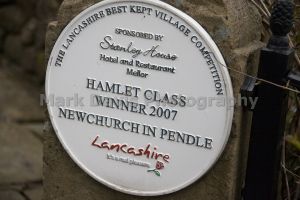 THE LANCASHIRE BEST KEPT VILLAGE COMPETITION
SPONSORED BY
Stanley House
Hotel and Restaurant
Mellor
HAMLET CLASS
WINNER 2007
NEWCHURCH IN PENDLE
Lancashire
Mark Photography